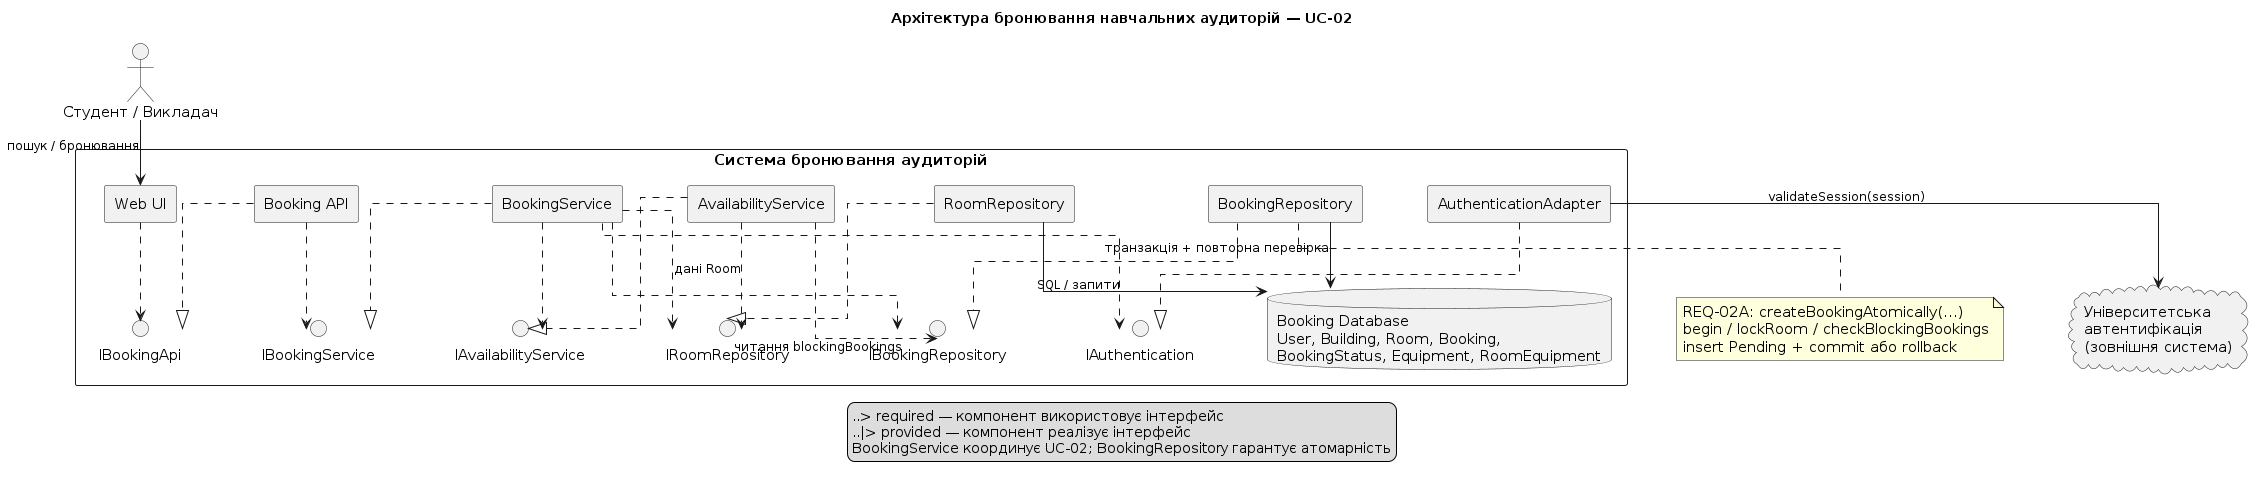 Архітектура бронювання навчальних аудиторій — UC-02
Студент / Викладач
пошук / бронювання
Система бронювання аудиторій
Web UI
Booking API
BookingService
AvailabilityService
RoomRepository
BookingRepository
AuthenticationAdapter
validateSession(session)
транзакція + повторна перевірка
дані Room
SQL / запити
читання blockingBookings
IBookingApi
IBookingService
IAvailabilityService
IRoomRepository
IBookingRepository
IAuthentication
Booking Database
User, Building, Room, Booking,
BookingStatus, Equipment, RoomEquipment
REQ-02A: createBookingAtomically(...)
begin / lockRoom / checkBlockingBookings
insert Pending + commit або rollback
Університетська
автентифікація
(зовнішня система)
..> required — компонент використовує інтерфейс
..|> provided — компонент реалізує інтерфейс
BookingService координує UC-02; BookingRepository гарантує атомарність